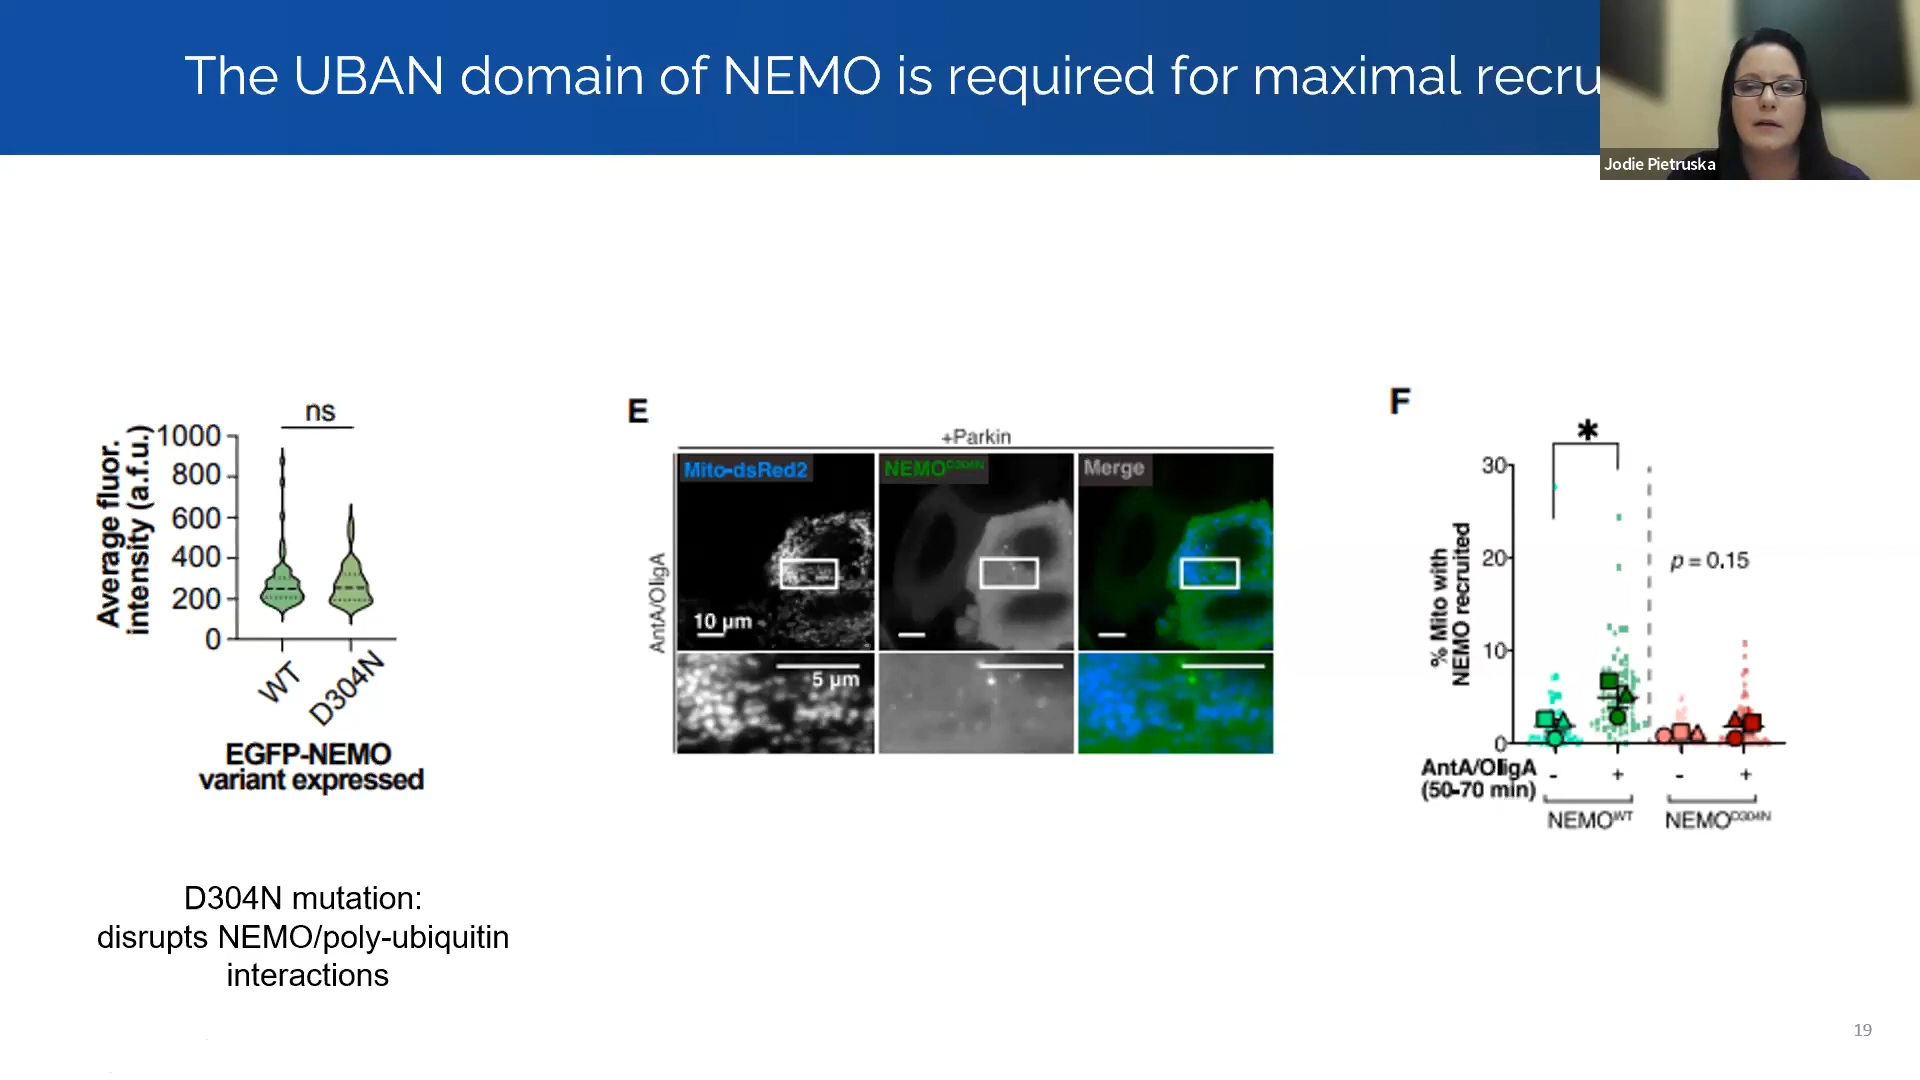 The UBAN domain of NEMO is required for maximal recru
Jodie Pietruska
ns
Average fluor.
intensity (a.f.u.)
1000
800
600
400
200
0
WT
D304N
EGFP-NEMO
variant expressed
D304N mutation:
disrupts NEMO/poly-ubiquitin
interactions
E
+Parkin
Mito-dsRed2
NEMO^D304N
Merge
AntA/OligA
10 µm
5 µm
F
*
% Mito with
NEMO recruited
30
20
10
0
p = 0.15
AntA/OligA
(50-70 min)
- + - +
NEMO^WT NEMO^D304N
19